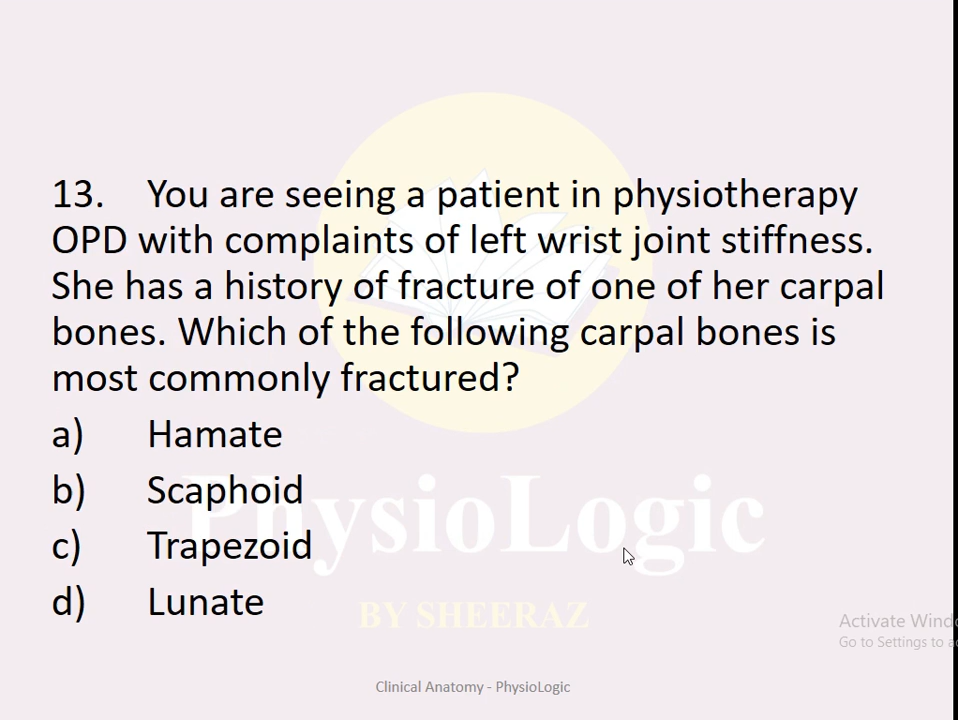 13. You are seeing a patient in physiotherapy
OPD with complaints of left wrist joint stiffness.
She has a history of fracture of one of her carpal
bones. Which of the following carpal bones is
most commonly fractured?
a) Hamate
b) Scaphoid
c) Trapezoid
d) Lunate
PhysioLogic
BY SHEERAZ
Activate Windo
Go to Settings to a
Clinical Anatomy - PhysioLogic